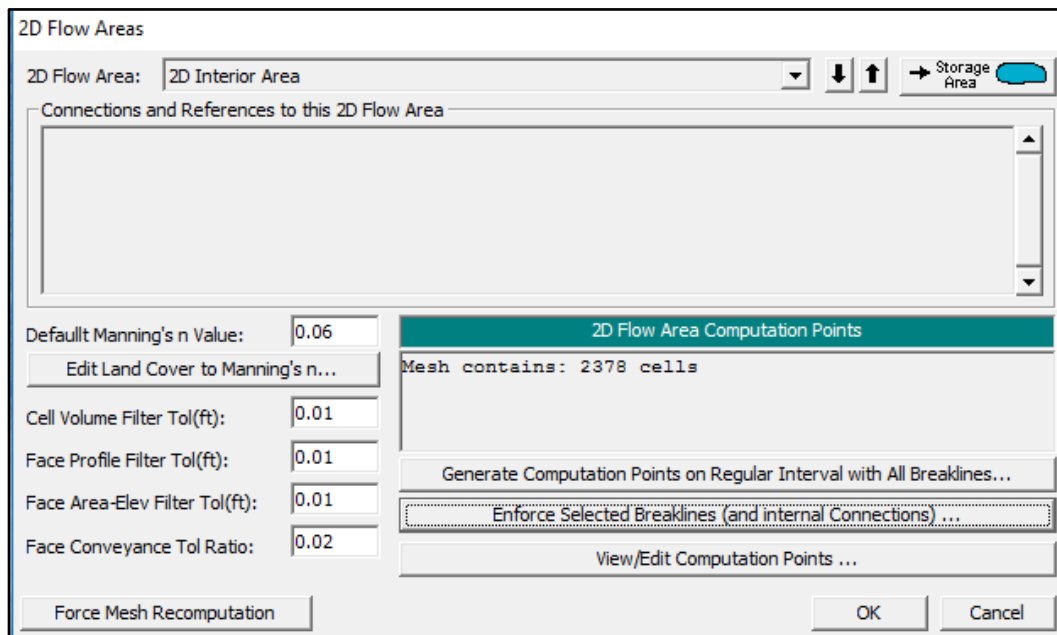 2D Flow Areas
2D Flow Area: 2D Interior Area
Storage
Area
Connections and References to this 2D Flow Area
Defaullt Manning's n Value: 0.06
Edit Land Cover to Manning's n...
Cell Volume Filter Tol(ft): 0.01
Face Profile Filter Tol(ft): 0.01
Face Area-Elev Filter Tol(ft): 0.01
Face Conveyance Tol Ratio: 0.02
2D Flow Area Computation Points
Mesh contains: 2378 cells
Generate Computation Points on Regular Interval with All Breaklines...
Enforce Selected Breaklines (and internal Connections) ...
View/Edit Computation Points ...
Force Mesh Recomputation
OK
Cancel